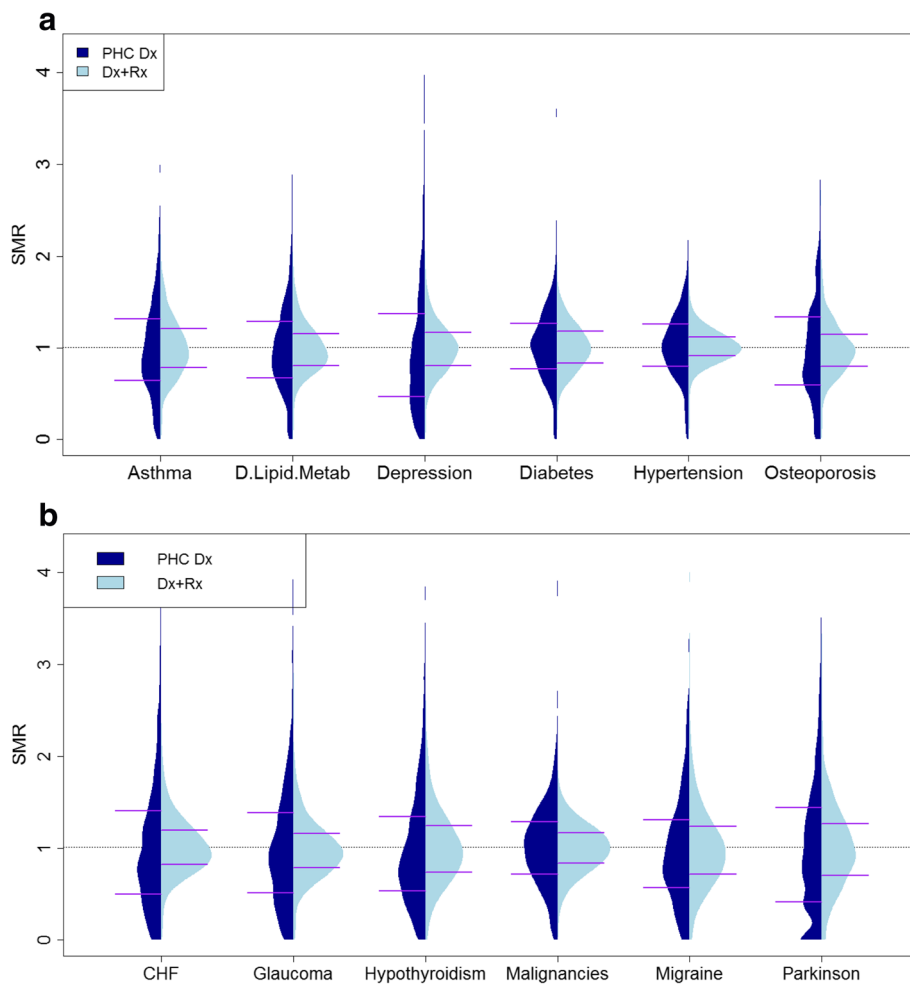 a
PHC Dx
Dx+Rx
4
3
2
1
0
SMR
Asthma D.Lipid.Metab Depression Diabetes Hypertension Osteoporosis
b
PHC Dx
Dx+Rx
4
3
2
1
0
SMR
CHF Glaucoma Hypothyroidism Malignancies Migraine Parkinson